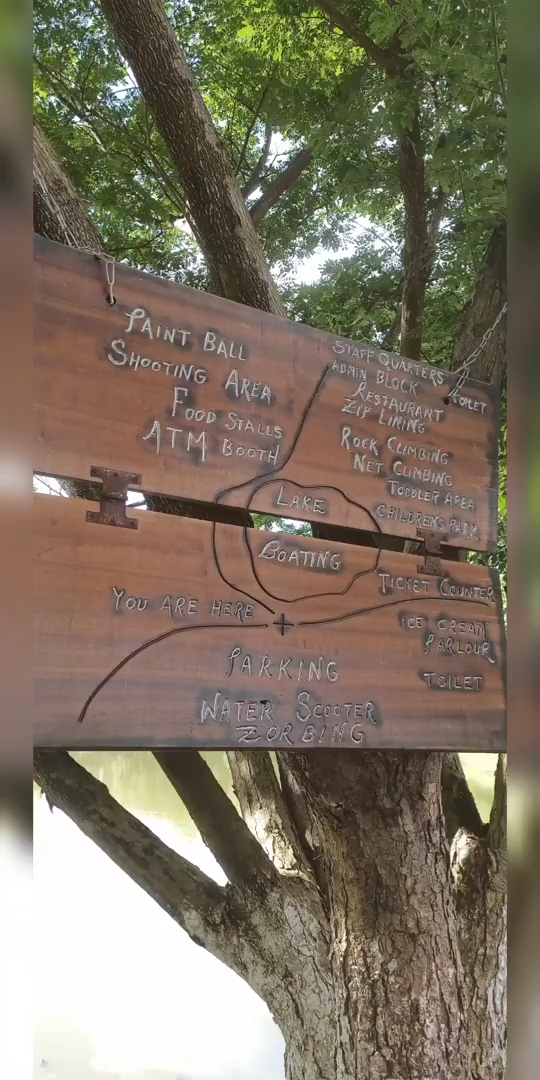 PAINT BALL
SHOOTING AREA
FOOD STALLS
ATM BOOTH
STAFF QUARTERS
ADMIN BLOCK
TOILET
RESTAURANT
ZIP LINING
ROCK CLIMBING
NET CLIMBING
TODDLER AREA
CHILDRENS PARK
LAKE
BOATING
TICKET COUNTER
YOU ARE HERE
ICE CREAM
PARLOUR
TOILET
PARKING
WATER SCOOTER
ZORBING